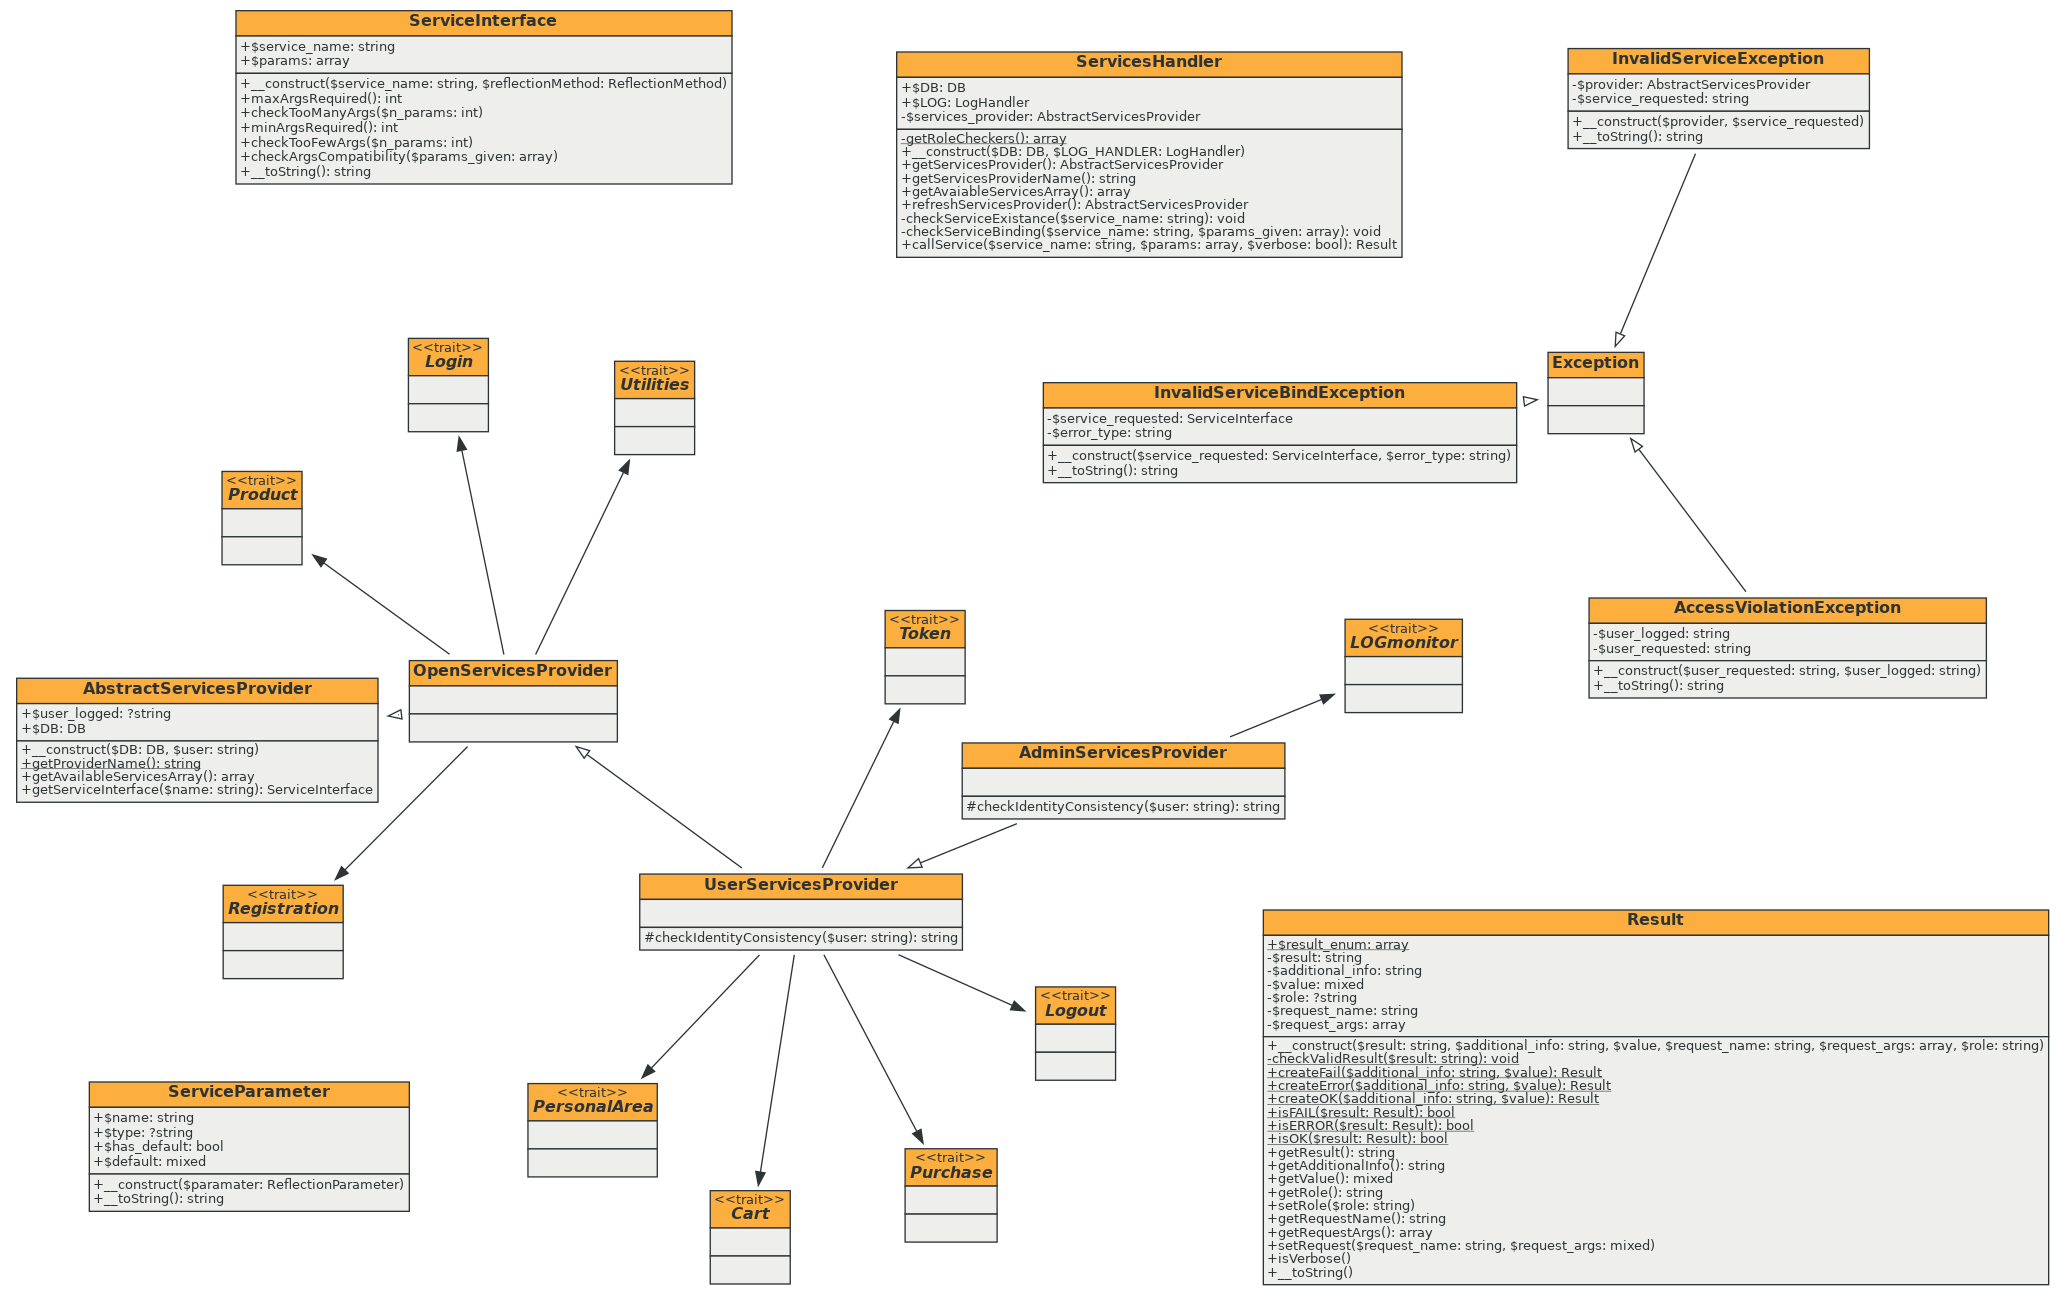 ServiceInterface
+$service_name: string
+$params: array
+__construct($service_name: string, $reflectionMethod: ReflectionMethod)
+maxArgsRequired(): int
+checkTooManyArgs($n_params: int)
+minArgsRequired(): int
+checkTooFewArgs($n_params: int)
+checkArgsCompatibility($params_given: array)
+__toString(): string
ServicesHandler
+$DB: DB
+$LOG: LogHandler
-$services_provider: AbstractServicesProvider
-getRoleCheckers(): array
+__construct($DB: DB, $LOG_HANDLER: LogHandler)
+getServicesProvider(): AbstractServicesProvider
+getServicesProviderName(): string
+getAvaiableServicesArray(): array
+refreshServicesProvider(): AbstractServicesProvider
-checkServiceExistance($service_name: string): void
-checkServiceBinding($service_name: string, $params_given: array): void
+callService($service_name: string, $params: array, $verbose: bool): Result
InvalidServiceException
-$provider: AbstractServicesProvider
-$service_requested: string
+__construct($provider, $service_requested)
+__toString(): string
<<trait>>
Login
<<trait>>
Utilities
Exception
InvalidServiceBindException
-$service_requested: ServiceInterface
-$error_type: string
+__construct($service_requested: ServiceInterface, $error_type: string)
+__toString(): string
<<trait>>
Product
AccessViolationException
-$user_logged: string
-$user_requested: string
+__construct($user_requested: string, $user_logged: string)
+__toString(): string
<<trait>>
Token
<<trait>>
LOGmonitor
OpenServicesProvider
AbstractServicesProvider
+$user_logged: ?string
+$DB: DB
+__construct($DB: DB, $user: string)
+getProviderName(): string
+getAvailableServicesArray(): array
+getServiceInterface($name: string): ServiceInterface
AdminServicesProvider
#checkIdentityConsistency($user: string): string
UserServicesProvider
#checkIdentityConsistency($user: string): string
<<trait>>
Registration
Result
+$result_enum: array
-$result: string
-$additional_info: string
-$value: mixed
-$role: ?string
-$request_name: string
-$request_args: array
+__construct($result: string, $additional_info: string, $value, $request_name: string, $request_args: array, $role: string)
-checkValidResult($result: string): void
+createFail($additional_info: string, $value): Result
+createError($additional_info: string, $value): Result
+createOK($additional_info: string, $value): Result
+isFAIL($result: Result): bool
+isERROR($result: Result): bool
+isOK($result: Result): bool
+getResult(): string
+getAdditionalInfo(): string
+getValue(): mixed
+getRole(): string
+setRole($role: string)
+getRequestName(): string
+getRequestArgs(): array
+setRequest($request_name: string, $request_args: mixed)
+isVerbose()
+__toString()
<<trait>>
Logout
ServiceParameter
+$name: string
+$type: ?string
+$has_default: bool
+$default: mixed
+__construct($paramater: ReflectionParameter)
+__toString(): string
<<trait>>
PersonalArea
<<trait>>
Purchase
<<trait>>
Cart